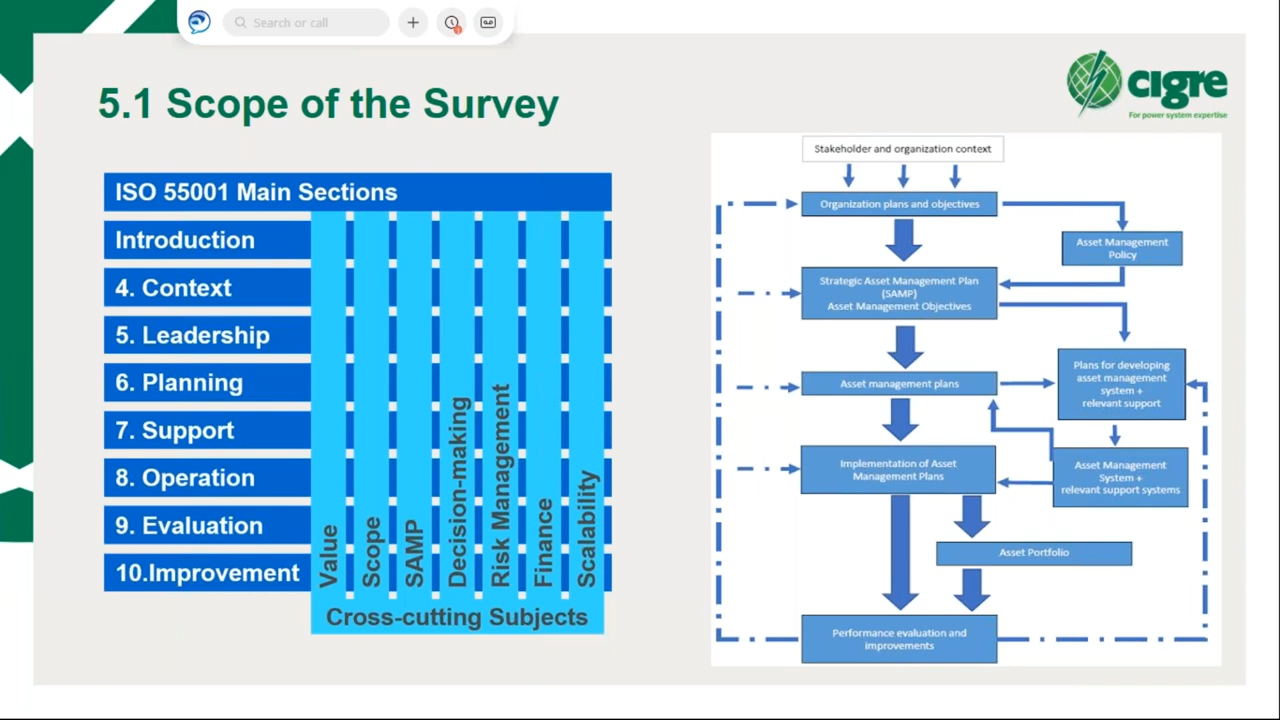 Search or call
5.1 Scope of the Survey
cigre
For power system expertise
ISO 55001 Main Sections
Introduction
4. Context
5. Leadership
6. Planning
7. Support
8. Operation
9. Evaluation
10.Improvement
Value
Scope
SAMP
Decision-making
Risk Management
Finance
Scalability
Cross-cutting Subjects
Stakeholder and organization context
Organization plans and objectives
Asset Management
Policy
Strategic Asset Management Plan
(SAMP)
Asset Management Objectives
Plans for developing
asset management
system +
relevant support
Asset management plans
Implementation of Asset
Management Plans
Asset Management
System +
relevant support systems
Asset Portfolio
Performance evaluation and
improvements